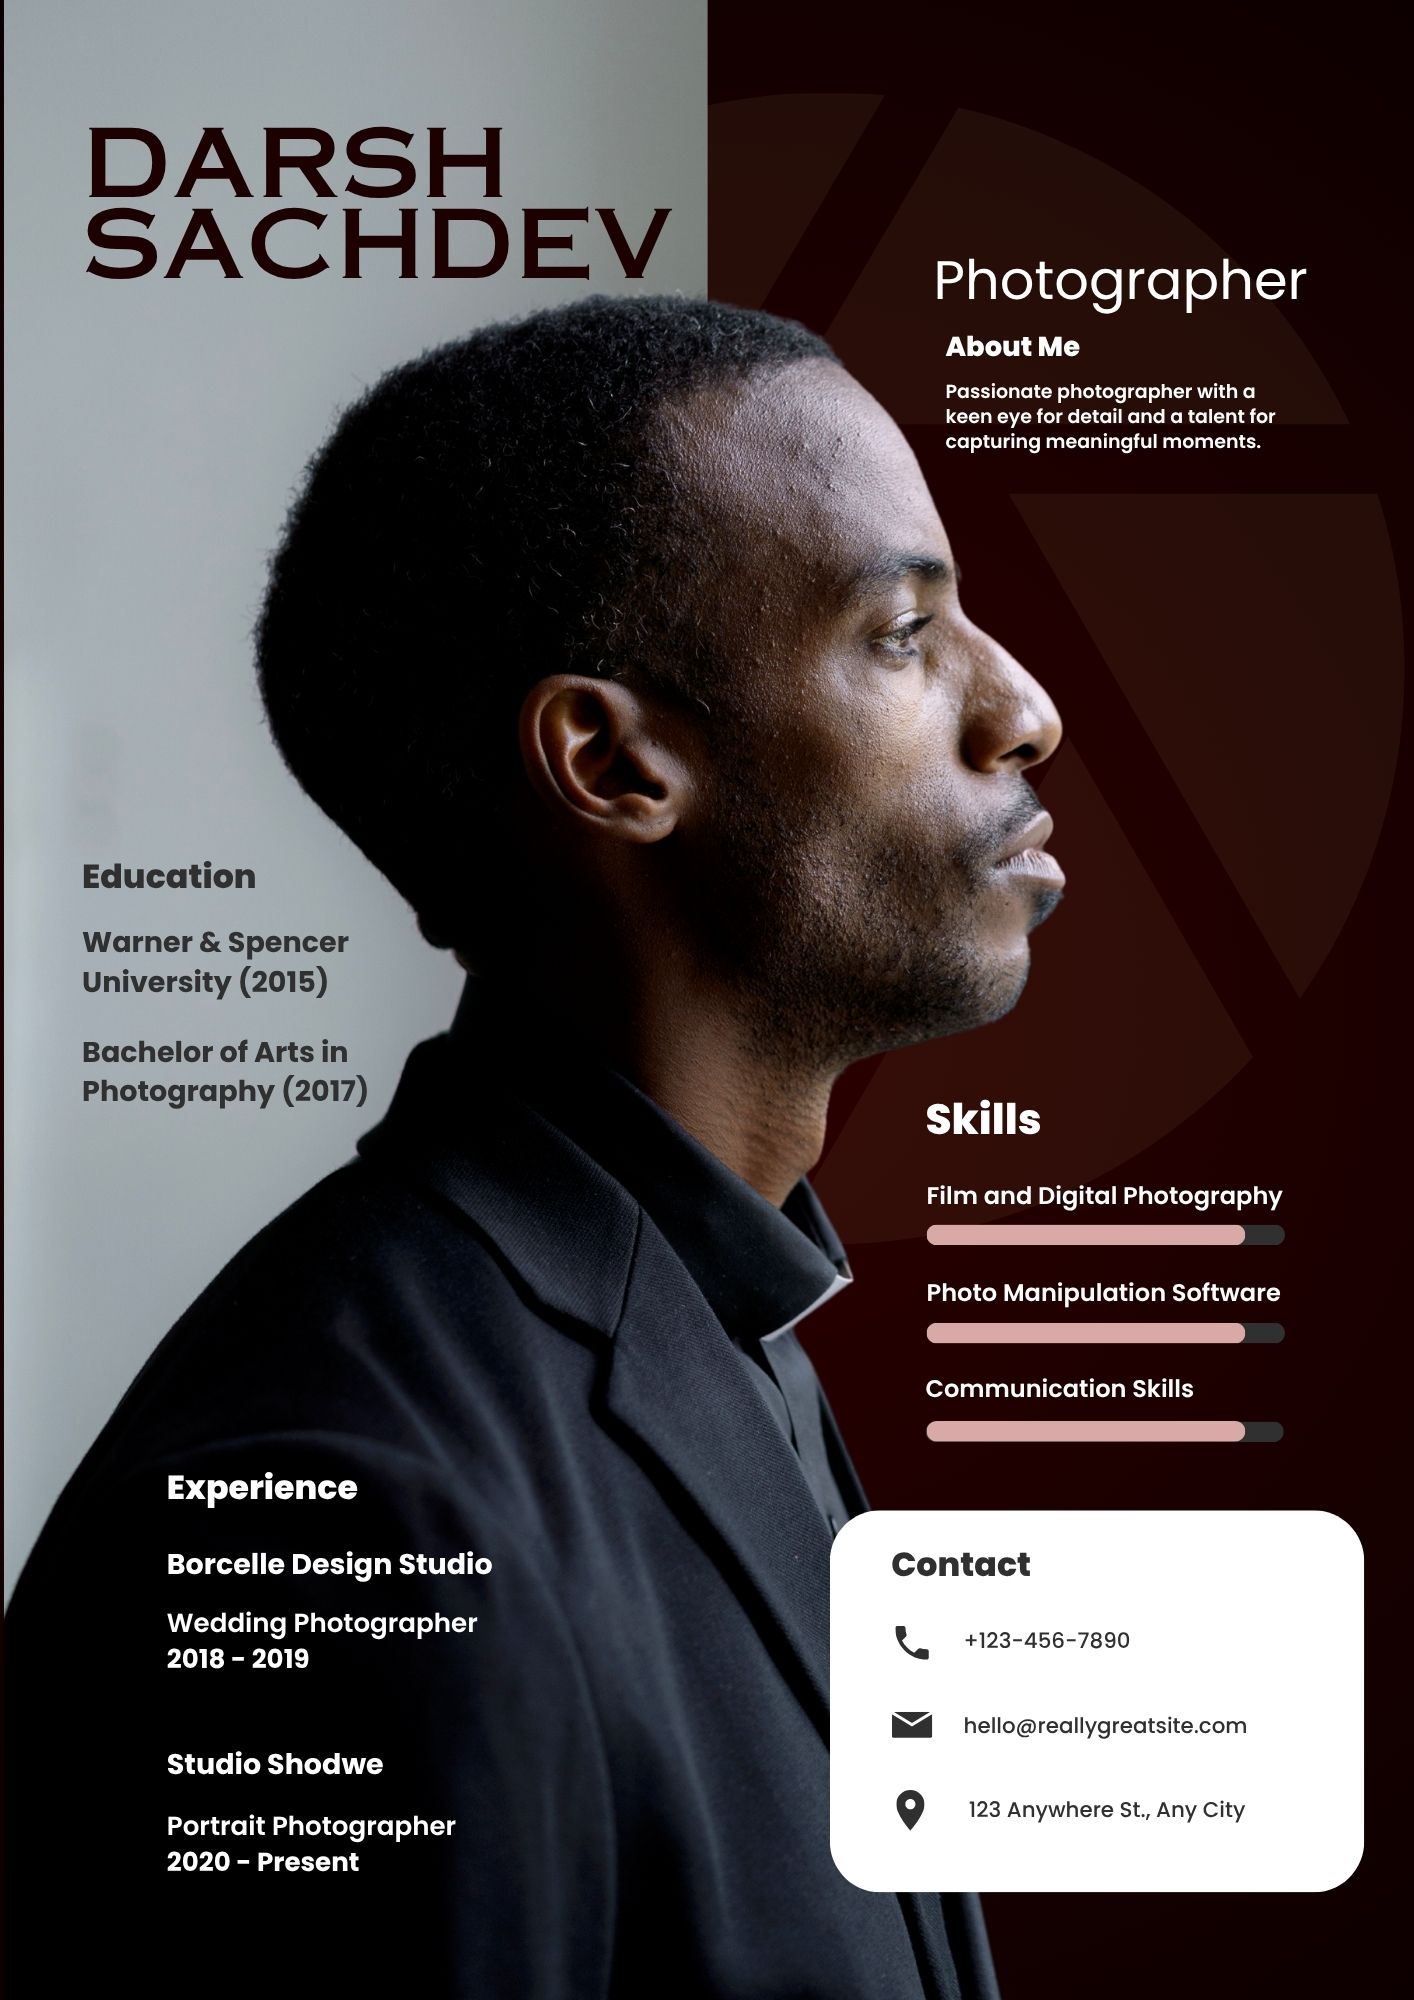 DARSH
SACHDEV
Photographer
About Me
Passionate photographer with a
keen eye for detail and a talent for
capturing meaningful moments.
Education
Warner & Spencer
University (2015)
Bachelor of Arts in
Photography (2017)
Skills
Film and Digital Photography
Photo Manipulation Software
Communication Skills
Experience
Borcelle Design Studio
Wedding Photographer
2018 - 2019
Studio Shodwe
Portrait Photographer
2020 - Present
Contact
+123-456-7890
hello@reallygreatsite.com
123 Anywhere St., Any City